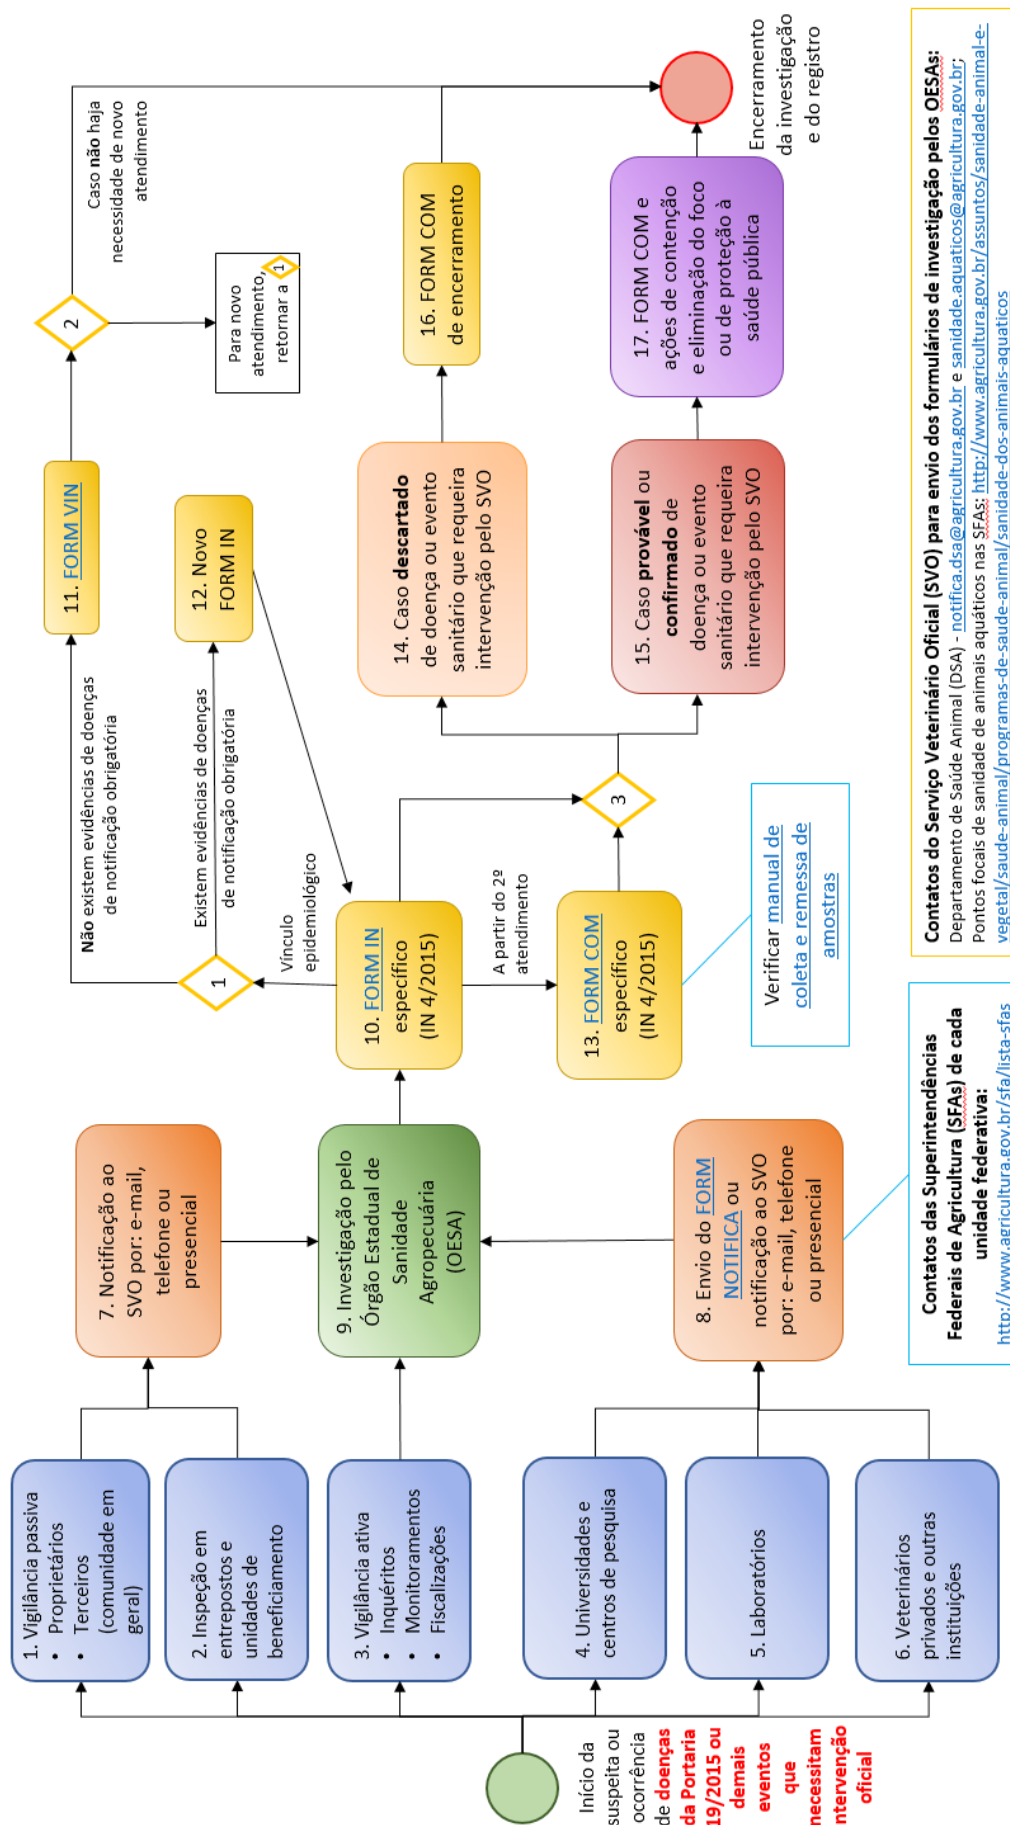 Início da
suspeita ou
ocorrência
de doenças
da Portaria
19/2015 ou
demais
eventos
que
necessitam
ntervenção
oficial
1. Vigilância passiva
• Proprietários
• Terceiros
(comunidade em
geral)
2. Inspeção em
entrepostos e
unidades de
beneficiamento
3. Vigilância ativa
• Inquéritos
• Monitoramentos
• Fiscalizações
4. Universidades e
centros de pesquisa
5. Laboratórios
6. Veterinários
privados e outras
instituições
7. Notificação ao
SVO por: e-mail,
telefone ou
presencial
9. Investigação pelo
Órgão Estadual de
Sanidade
Agropecuária
(OESA)
8. Envio do FORM
NOTIFICA ou
notificação ao SVO
por: e-mail, telefone
ou presencial
Contatos das Superintendências
Federais de Agricultura (SFAs) de cada
unidade federativa:
http://www.agricultura.gov.br/sfa/lista-sfas
10. FORM IN
específico
(IN 4/2015)
Vínculo
epidemiológico
1
Não existem evidências de doenças
de notificação obrigatória
Existem evidências de doenças
de notificação obrigatória
11. FORM VIN
12. Novo
FORM IN
2
Para novo
atendimento,
retornar a 1
Caso não haja
necessidade de novo
atendimento
A partir do 2º
atendimento
13. FORM COM
específico
(IN 4/2015)
Verificar manual de
coleta e remessa de
amostras
3
14. Caso descartado
de doença ou evento
sanitário que requeira
intervenção pelo SVO
15. Caso provável ou
confirmado de
doença ou evento
sanitário que requeira
intervenção pelo SVO
16. FORM COM
de encerramento
17. FORM COM e
ações de contenção
e eliminação do foco
ou de proteção à
saúde pública
Encerramento
da investigação
e do registro
Contatos do Serviço Veterinário Oficial (SVO) para envio dos formulários de investigação pelos OESAs:
Departamento de Saúde Animal (DSA) - notifica.dsa@agricultura.gov.br e sanidade.aquaticos@agricultura.gov.br;
Pontos focais de sanidade de animais aquáticos nas SFAs: http://www.agricultura.gov.br/assuntos/sanidade-animal-e-
vegetal/saude-animal/programas-de-saude-animal/sanidade-dos-animais-aquaticos